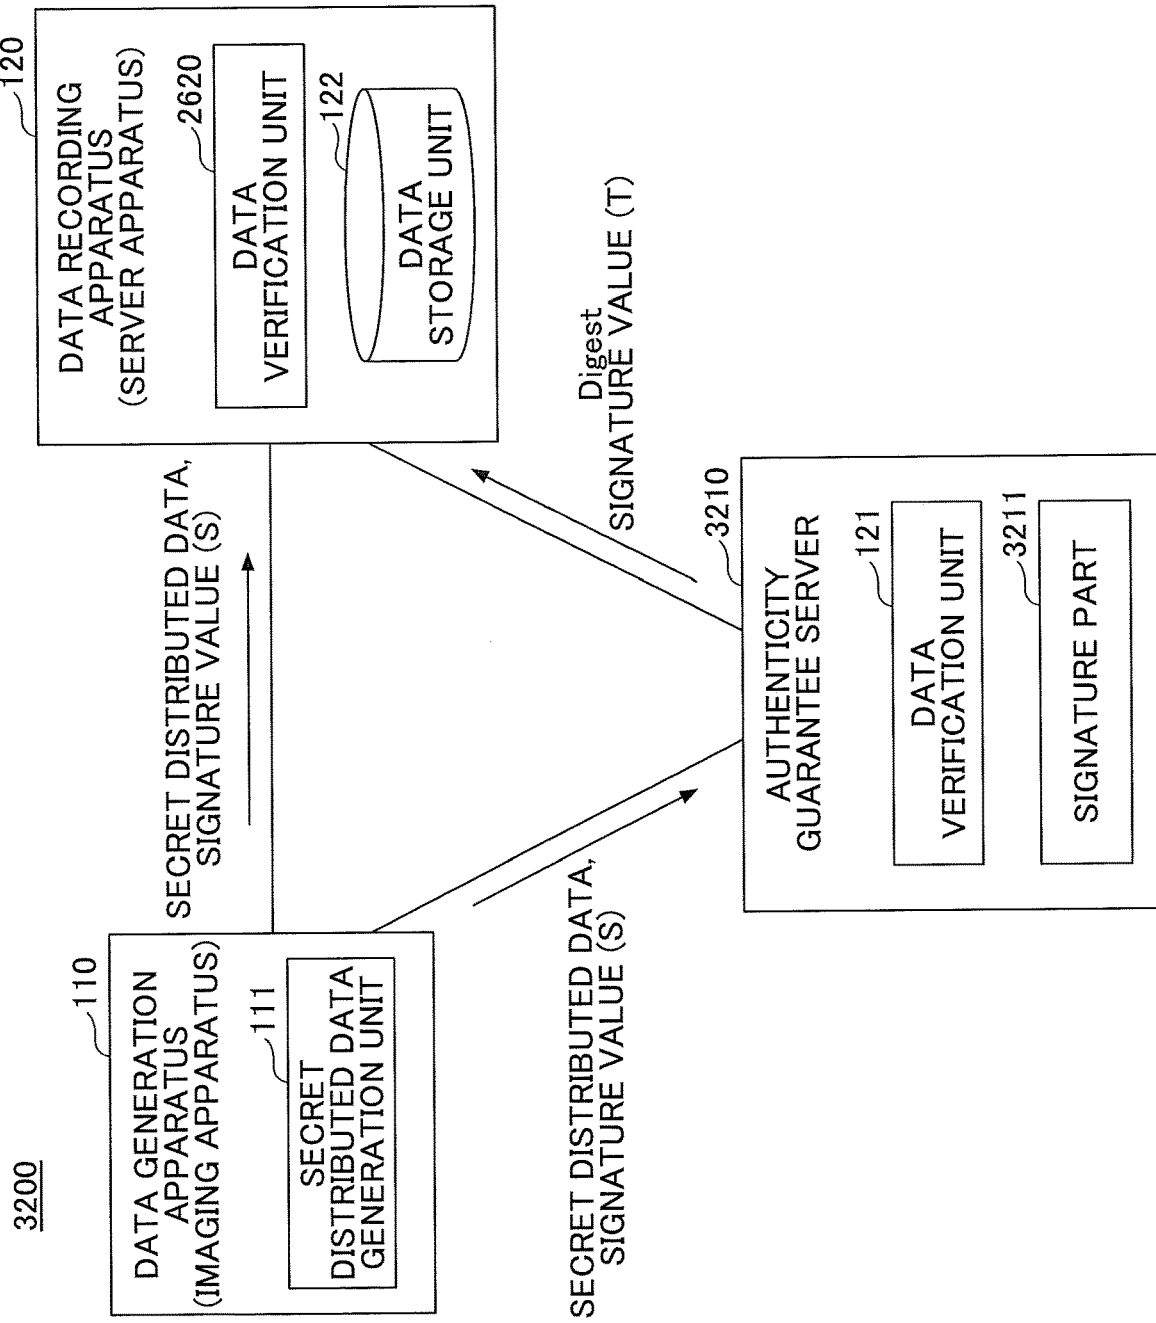 3200
110
DATA GENERATION
APPARATUS
(IMAGING APPARATUS)
111
SECRET
DISTRIBUTED DATA
GENERATION UNIT
SECRET DISTRIBUTED DATA,
SIGNATURE VALUE (S)
120
DATA RECORDING
APPARATUS
(SERVER APPARATUS)
2620
DATA
VERIFICATION UNIT
122
DATA
STORAGE UNIT
SECRET DISTRIBUTED DATA,
SIGNATURE VALUE (S)
Digest
SIGNATURE VALUE (T)
3210
AUTHENTICITY
GUARANTEE SERVER
121
DATA
VERIFICATION UNIT
3211
SIGNATURE PART